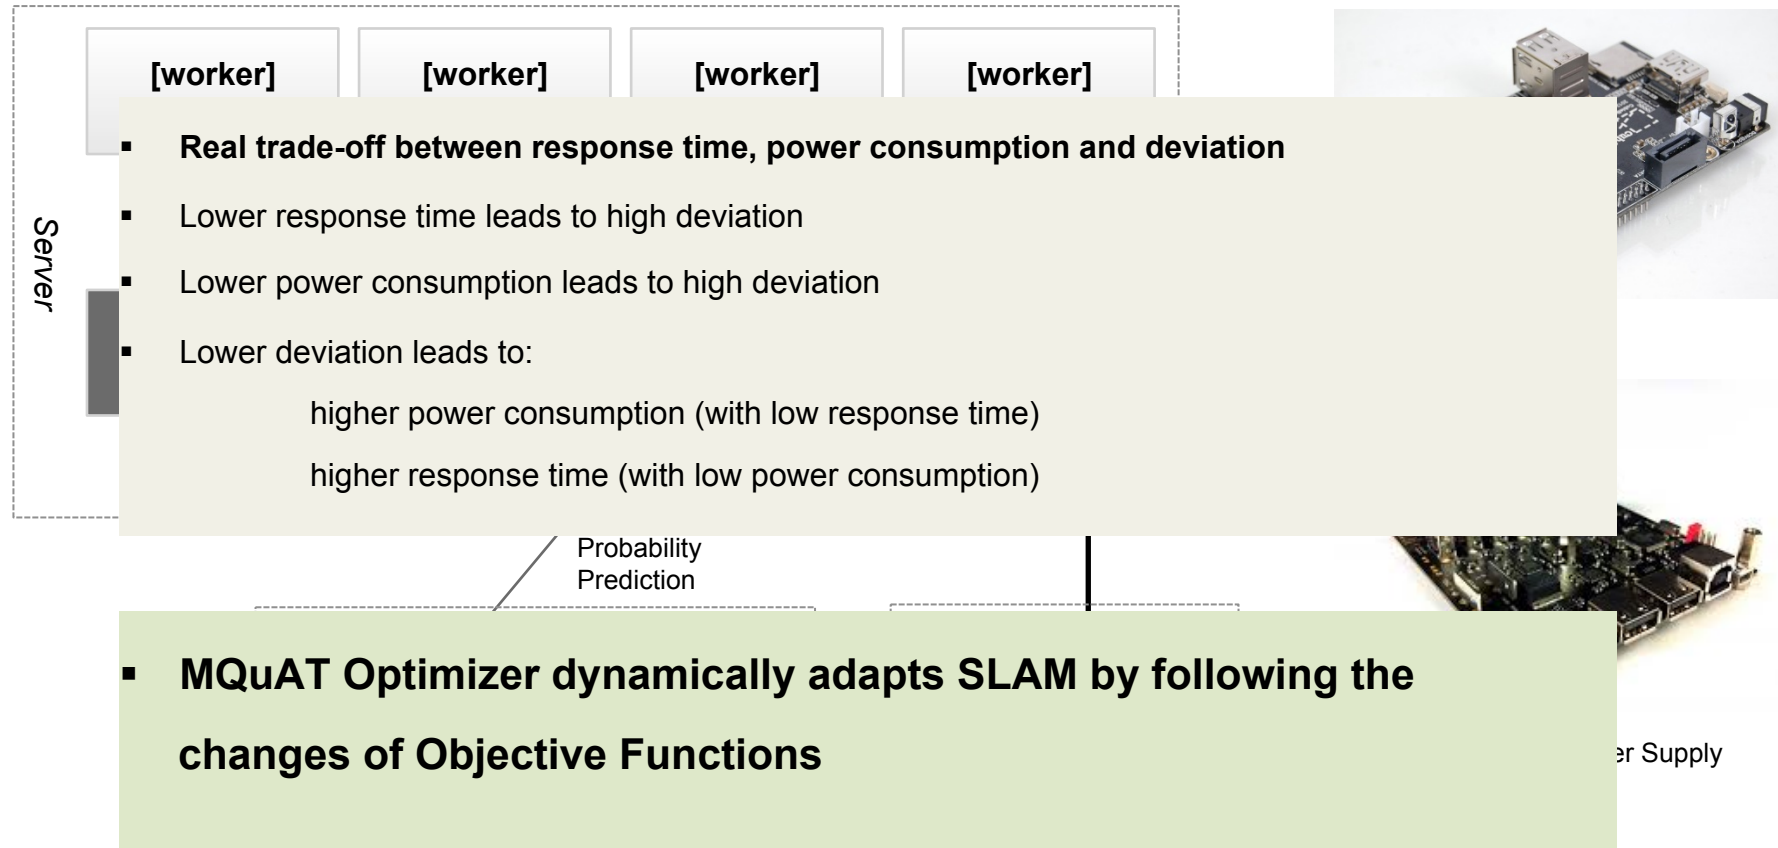 [worker] [worker] [worker] [worker]
Server
▪ Real trade-off between response time, power consumption and deviation
▪ Lower response time leads to high deviation
▪ Lower power consumption leads to high deviation
▪ Lower deviation leads to:
higher power consumption (with low response time)
higher response time (with low power consumption)
Probability
Prediction
▪ MQuAT Optimizer dynamically adapts SLAM by following the
changes of Objective Functions
Supply